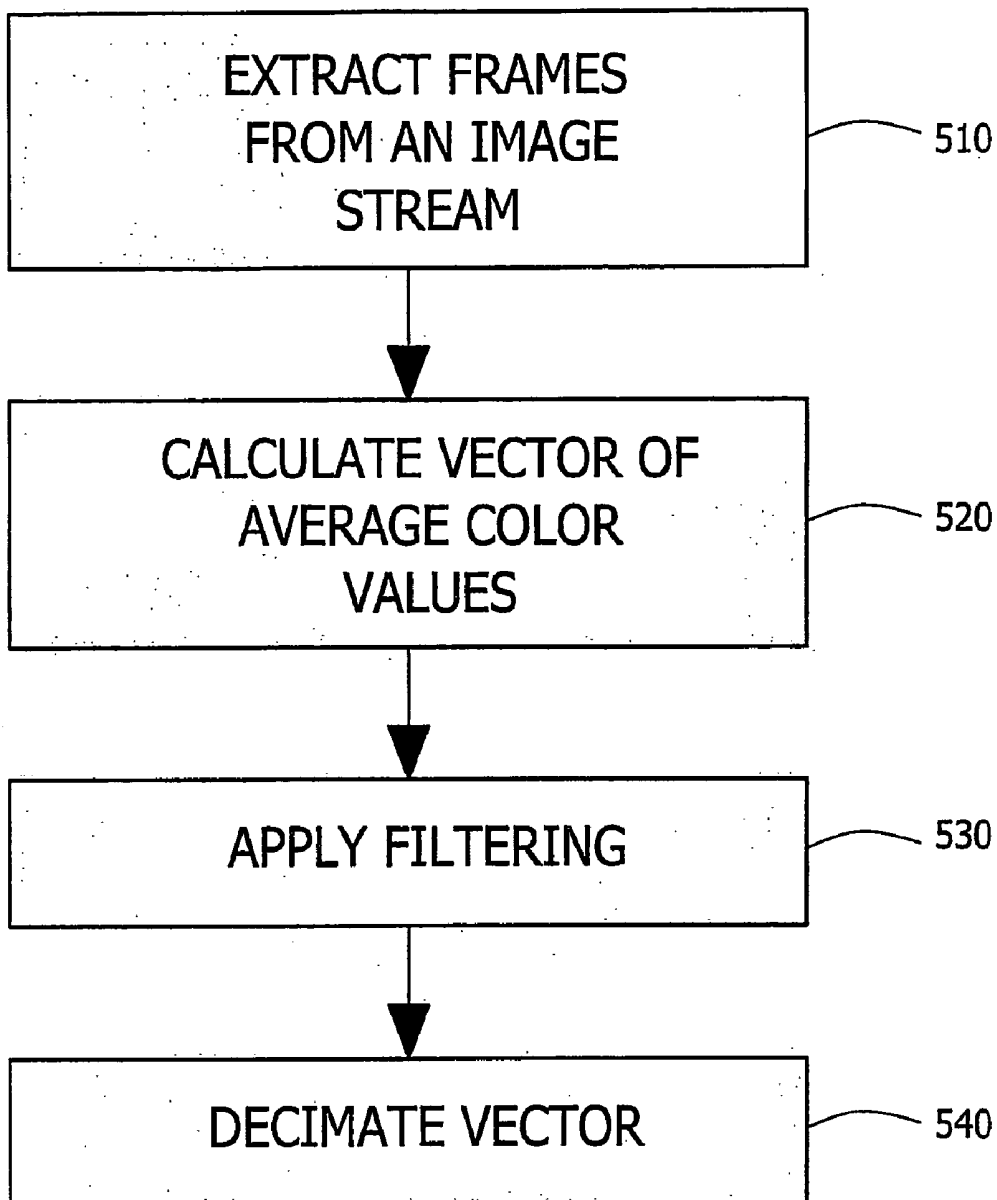 EXTRACT FRAMES
FROM AN IMAGE
STREAM
510
CALCULATE VECTOR OF
AVERAGE COLOR
VALUES
520
APPLY FILTERING
530
DECIMATE VECTOR
540